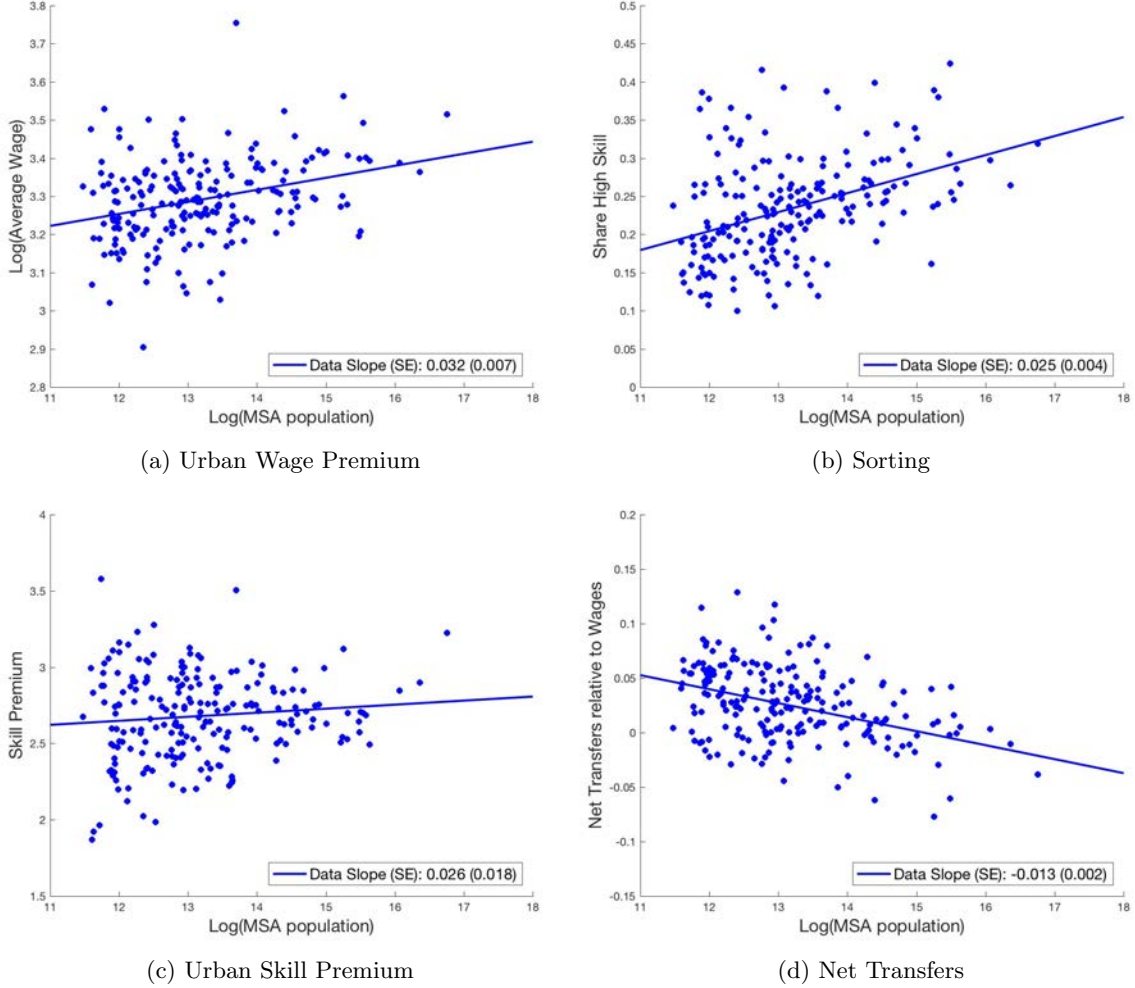 3.8
3.7
3.6
3.5
3.4
3.3
3.2
3.1
3
2.9
2.8
Log(Average Wage)
Data Slope (SE): 0.032 (0.007)
11 12 13 14 15 16 17 18
Log(MSA population)
(a) Urban Wage Premium
0.5
0.45
0.4
0.35
0.3
0.25
0.2
0.15
0.1
0.05
0
Share High Skill
Data Slope (SE): 0.025 (0.004)
11 12 13 14 15 16 17 18
Log(MSA population)
(b) Sorting
4
3.5
3
2.5
2
1.5
Skill Premium
Data Slope (SE): 0.026 (0.018)
11 12 13 14 15 16 17 18
Log(MSA population)
(c) Urban Skill Premium
0.2
0.15
0.1
0.05
0
-0.05
-0.1
-0.15
Net Transfers relative to Wages
Data Slope (SE): -0.013 (0.002)
11 12 13 14 15 16 17 18
Log(MSA population)
(d) Net Transfers